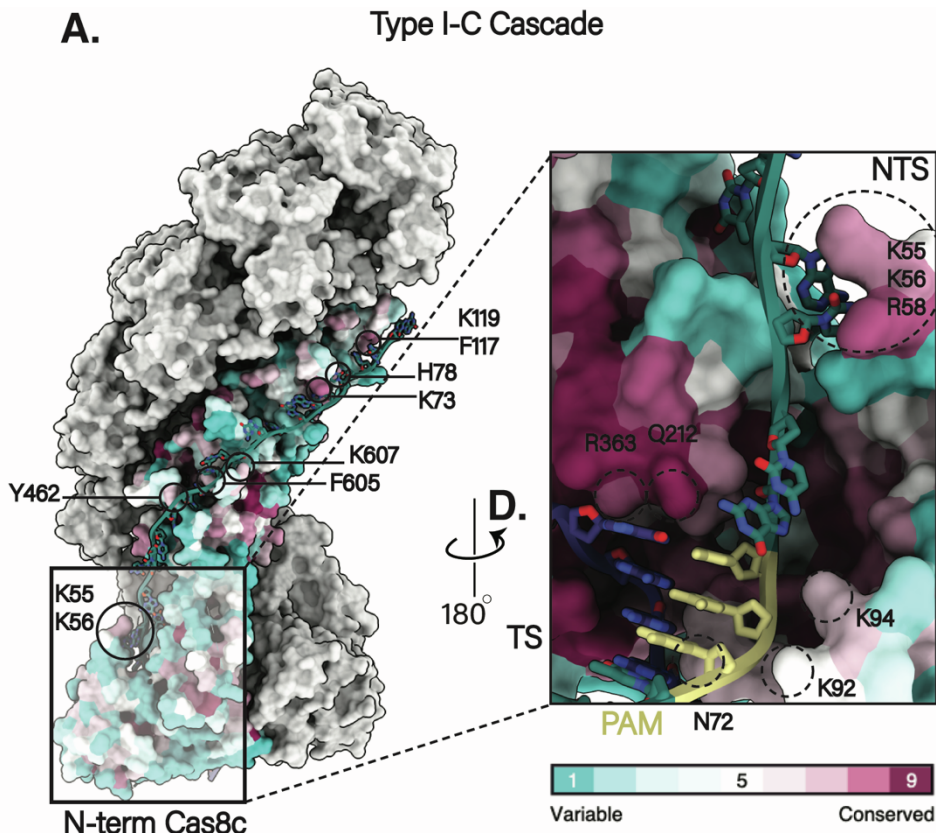 A.
Type I-C Cascade
NTS
K55
K56
R58
K119
F117
H78
K73
R363
Q212
K607
F605
Y462
D.
180°
K55
K56
TS
K94
K92
PAM
N72
1
5
9
Variable
Conserved
N-term Cas8c